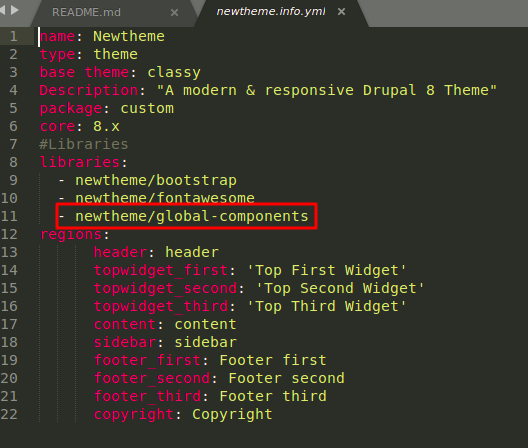 README.md × newtheme.info.yml ×
1 name: Newtheme
2 type: theme
3 base theme: classy
4 Description: "A modern & responsive Drupal 8 Theme"
5 package: custom
6 core: 8.x
7 #Libraries
8 libraries:
9 - newtheme/bootstrap
10 - newtheme/fontawesome
11 - newtheme/global-components
12 regions:
13 header: header
14 topwidget_first: 'Top First Widget'
15 topwidget_second: 'Top Second Widget'
16 topwidget_third: 'Top Third Widget'
17 content: content
18 sidebar: sidebar
19 footer_first: Footer first
20 footer_second: Footer second
21 footer_third: Footer third
22 copyright: Copyright